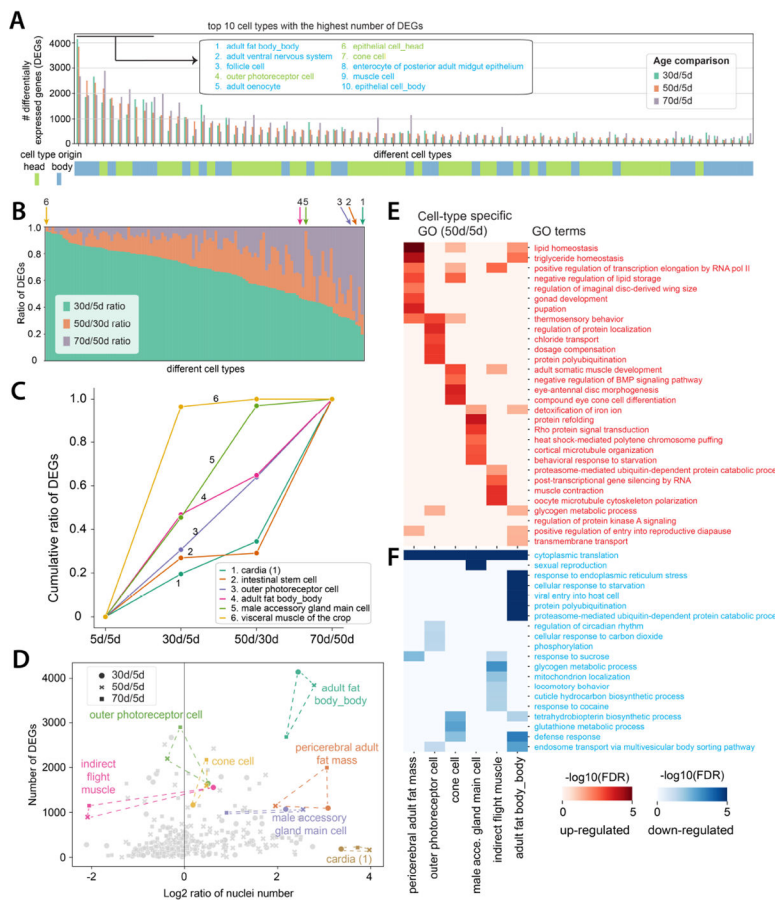 A
top 10 cell types with the highest number of DEGs
# differentially
expressed genes (DEGs)
4000
3000
2000
1000
0
1 adult fat body_body
2 adult ventral nervous system
3 follicle cell
4 outer photoreceptor cell
5. adult oenocyte
6 epithelial cell_head
7. cone cell
8. enterocyte of posterior adult midgut epithelium
9. muscle cell
10. epithelial cell_body
Age comparison
30d/5d
50d/5d
70d/5d
cell type origin
head
body
different cell types
B
6
4
5
3
2
1
Ratio of DEGs
1.0
0.8
0.6
0.4
0.2
0
30d/5d ratio
50d/30d ratio
70d/50d ratio
different cell types
C
Cumulative ratio of DEGs
1.0
0.8
0.6
0.4
0.2
0.0
6
5
4
3
2
1
1. cardia (1)
2. intestinal stem cell
3. outer photoreceptor cell
4. adult fat body_body
5. male accessory gland main cell
6. visceral muscle of the crop
5d/5d
30d/5d
50d/30d
70d/50d
D
Number of DEGs
4000
3000
2000
1000
0
30d/5d
50d/5d
70d/5d
adult fat
body_body
outer photoreceptor cell
cone cell
pericerebral adult
fat mass
indirect
flight
muscle
male accessory
gland main cell
cardia (1)
-2
0
2
4
Log2 ratio of nuclei number
E
Cell-type specific
GO (50d/5d)
GO terms
lipid homeostasis
triglyceride homeostasis
positive regulation of transcription elongation by RNA pol II
negative regulation of lipid storage
regulation of imaginal disc-derived wing size
gonad development
pupation
thermosensory behavior
regulation of protein localization
chloride transport
dosage compensation
protein polyubiquitination
adult somatic muscle development
negative regulation of BMP signaling pathway
eye-antennal disc morphogenesis
compound eye cone cell differentiation
detoxification of iron ion
protein refolding
Rho protein signal transduction
heat shock-mediated polytene chromosome puffing
cortical microtubule organization
behavioral response to starvation
proteasome-mediated ubiquitin-dependent protein catabolic proce
post-transcriptional gene silencing by RNA
muscle contraction
oocyte microtubule cytoskeleton polarization
glycogen metabolic process
regulation of protein kinase A signaling
positive regulation of entry into reproductive diapause
transmembrane transport
F
cytoplasmic translation
sexual reproduction
response to endoplasmic reticulum stress
cellular response to starvation
viral entry into host cell
protein polyubiquitination
proteasome-mediated ubiquitin-dependent protein catabolic proce
regulation of circadian rhythm
cellular response to carbon dioxide
phosphorylation
response to sucrose
glycogen metabolic process
mitochondrion localization
locomotory behavior
cuticle hydrocarbon biosynthetic process
response to cocaine
tetrahydrobiopterin biosynthetic process
glutamate metabolic process
defense response
endosome transport via multivesicular body sorting pathway
pericerebral adult fat mass
outer photoreceptor cell
cone cell
male acce. gland main cell
indirect flight muscle
adult fat body_body
-log10(FDR)
0
5
up-regulated
-log10(FDR)
0
5
down-regulated